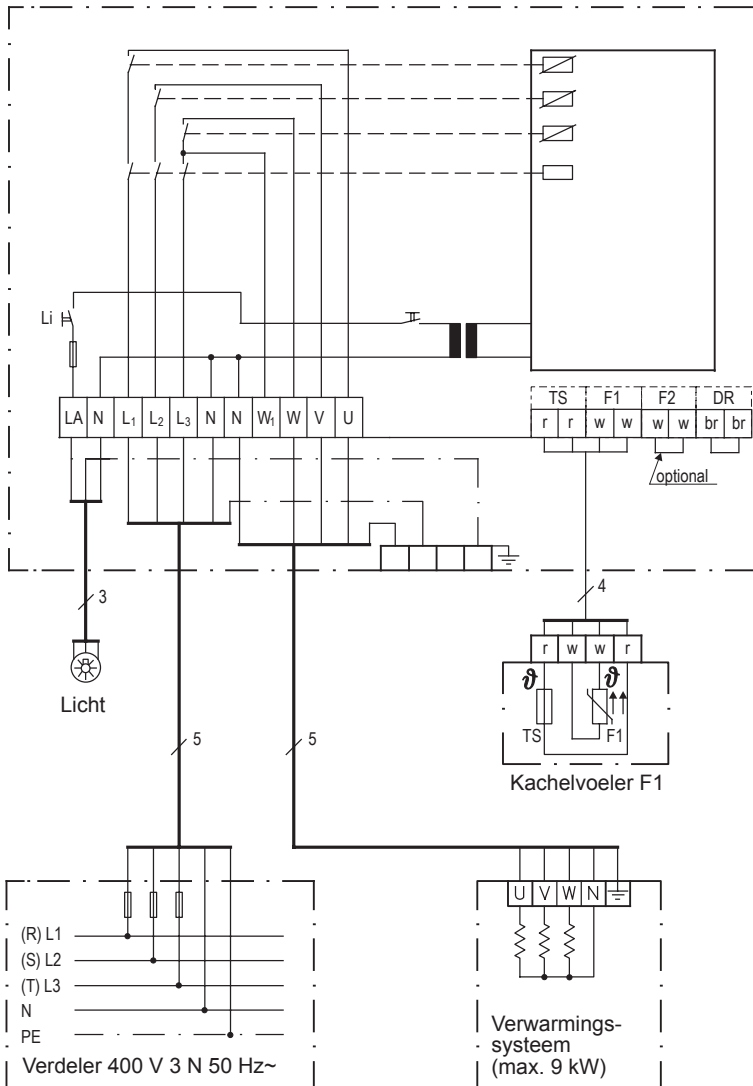 Li
LA N L1 L2 L3 N N W1 W V U
TS F1 F2 DR
r r w w w w br br
optional
3
4
r w w r
ϑ ϑ
TS F1
Licht
Kachelvoeler F1
5 5
U V W N
(R) L1
(S) L2
(T) L3
N
PE
Verdeler 400 V 3 N 50 Hz~
Verwarmings-
systeem
(max. 9 kW)